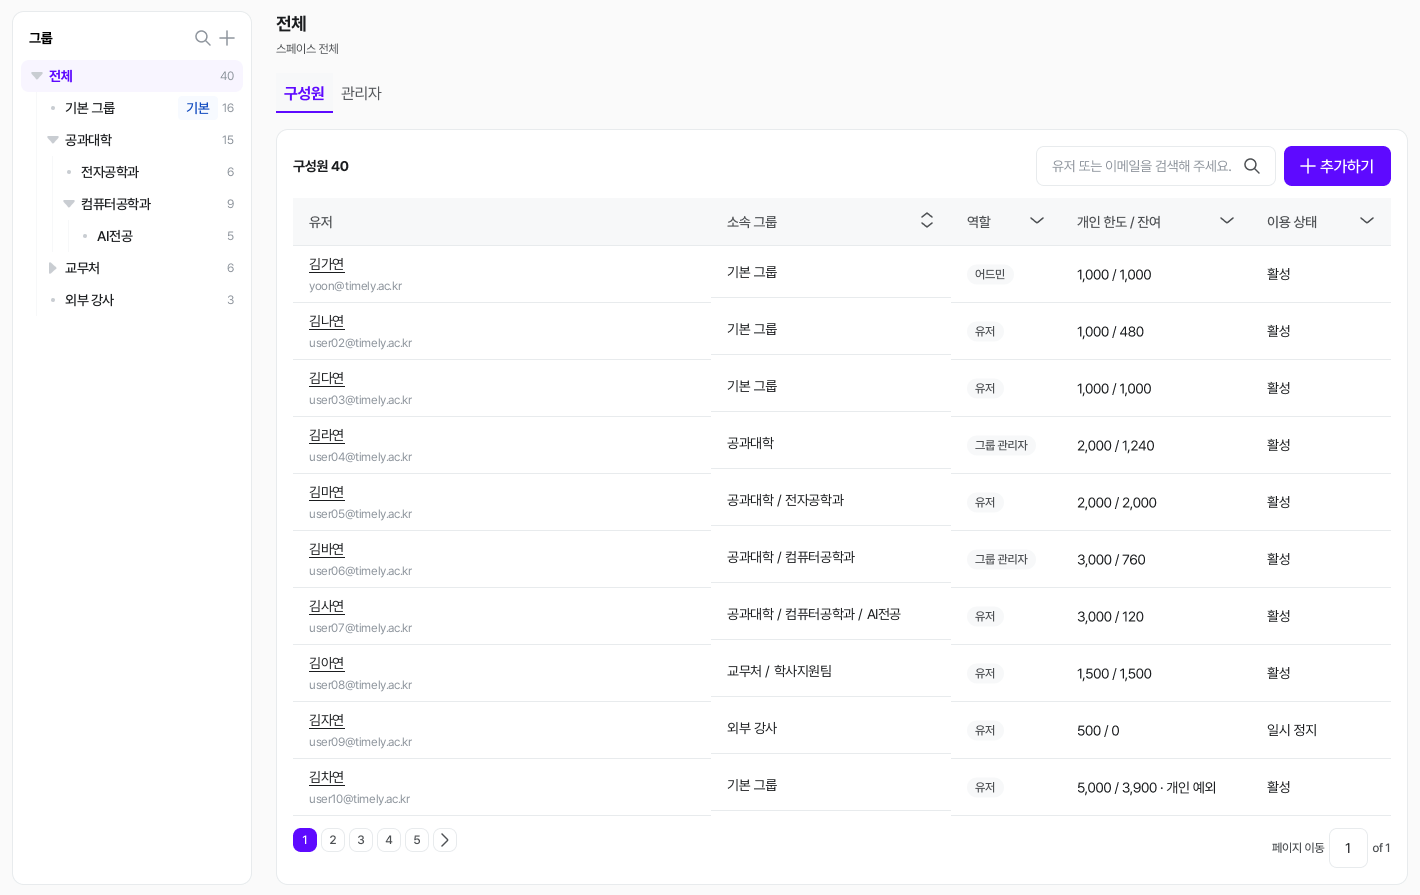 그룹
전체 40
기본 그룹 기본 16
공과대학 15
전자공학과 6
컴퓨터공학과 9
AI전공 5
교무처 6
외부 강사 3
전체
스페이스 전체
구성원 관리자
구성원 40 유저 또는 이메일을 검색해 주세요. 추가하기
유저 소속 그룹 역할 개인 한도 / 잔여 이용 상태
김가연
yoon@timely.ac.kr
기본 그룹 어드민 1,000 / 1,000 활성
김나연
user02@timely.ac.kr
기본 그룹 유저 1,000 / 480 활성
김다연
user03@timely.ac.kr
기본 그룹 유저 1,000 / 1,000 활성
김라연
user04@timely.ac.kr
공과대학 그룹 관리자 2,000 / 1,240 활성
김마연
user05@timely.ac.kr
공과대학 / 전자공학과 유저 2,000 / 2,000 활성
김바연
user06@timely.ac.kr
공과대학 / 컴퓨터공학과 그룹 관리자 3,000 / 760 활성
김사연
user07@timely.ac.kr
공과대학 / 컴퓨터공학과 / AI전공 유저 3,000 / 120 활성
김아연
user08@timely.ac.kr
교무처 / 학사지원팀 유저 1,500 / 1,500 활성
김자연
user09@timely.ac.kr
외부 강사 유저 500 / 0 일시 정지
김차연
user10@timely.ac.kr
기본 그룹 유저 5,000 / 3,900 · 개인 예외 활성
1 2 3 4 5 페이지 이동 1 of 1